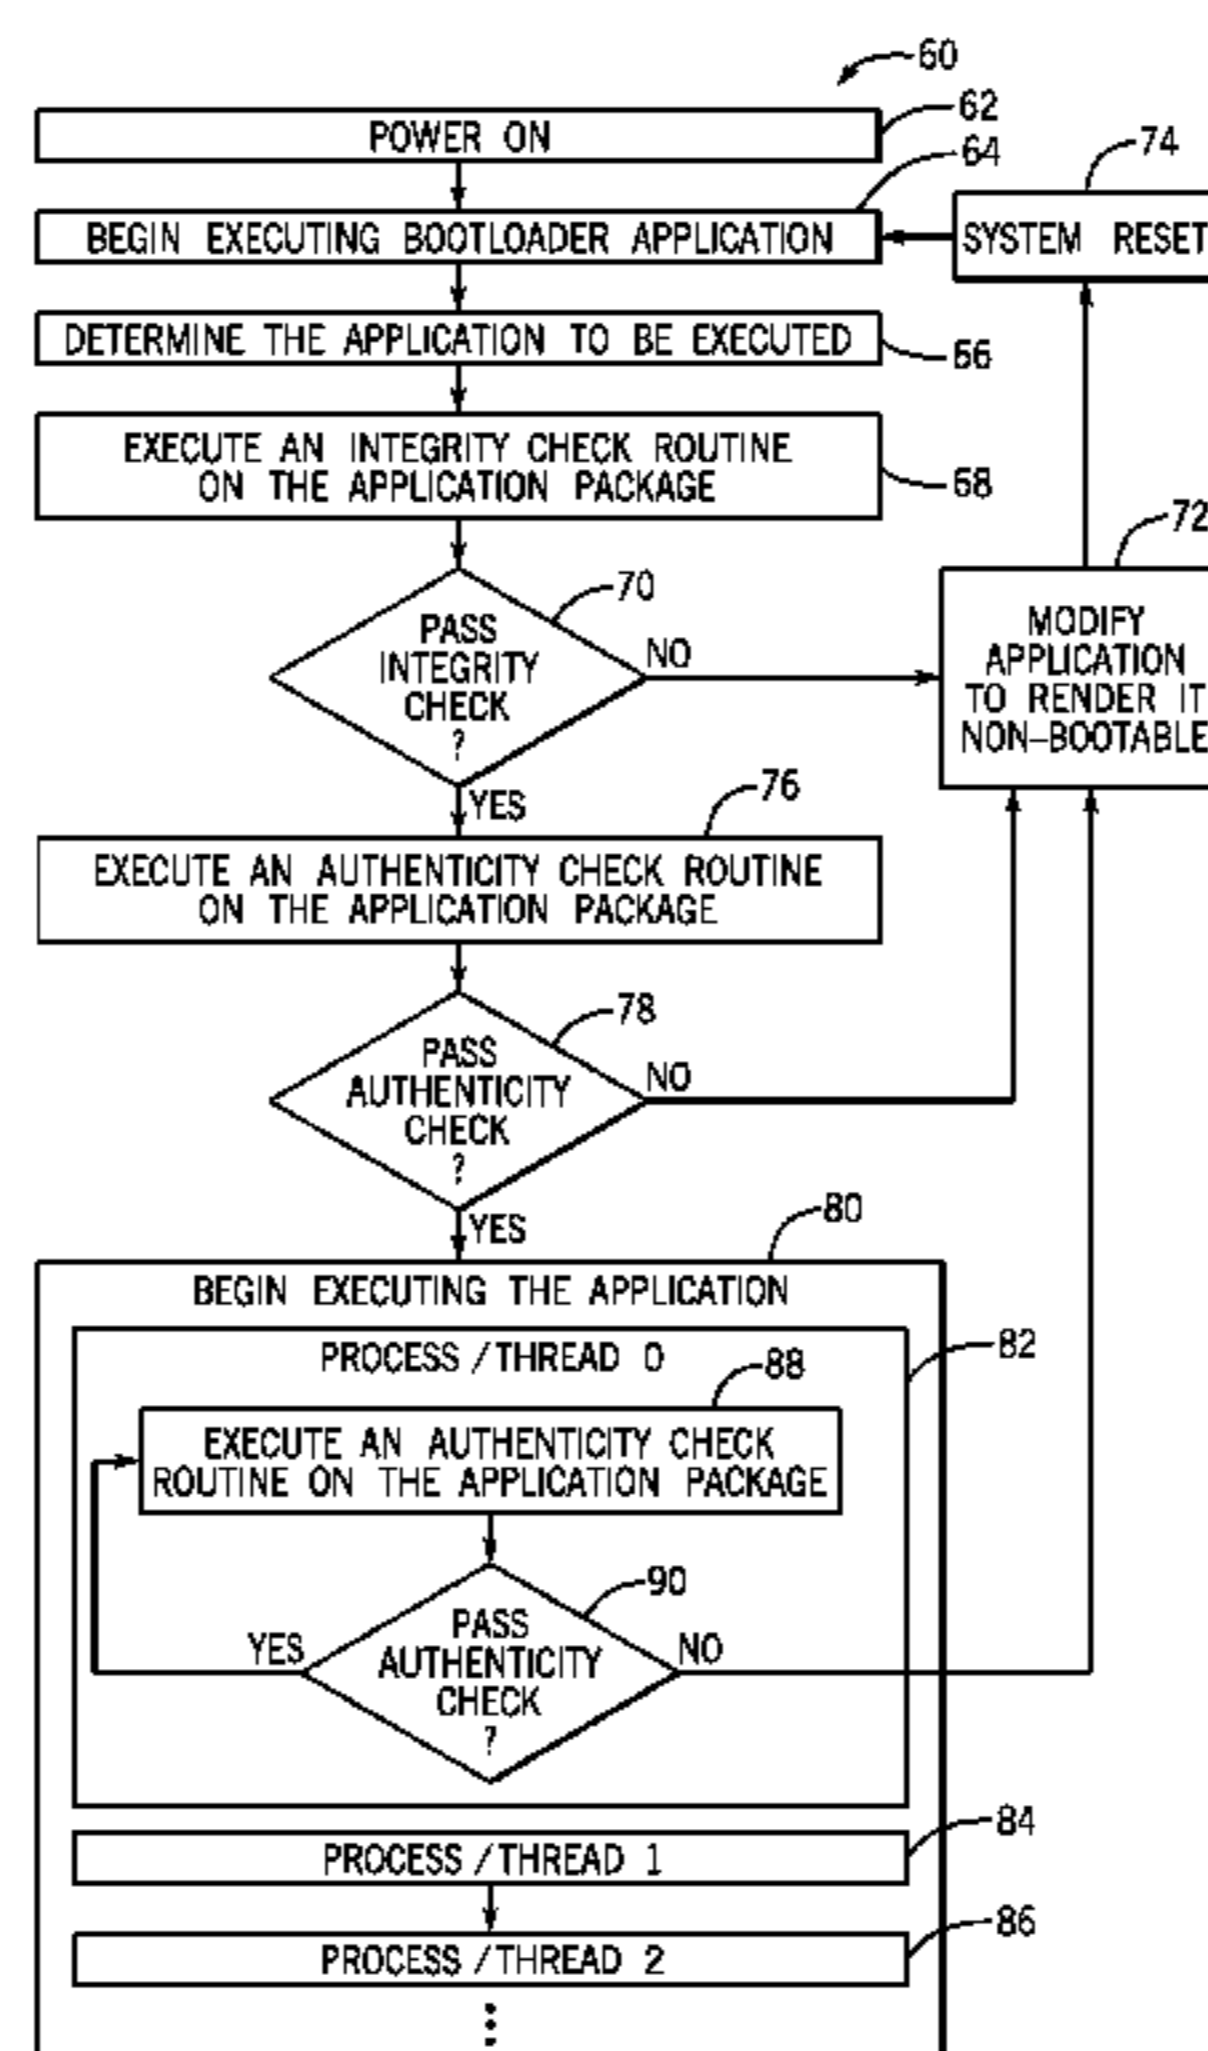 60
62
POWER ON
64
74
BEGIN EXECUTING BOOTLOADER APPLICATION
SYSTEM RESET
DETERMINE THE APPLICATION TO BE EXECUTED
66
EXECUTE AN INTEGRITY CHECK ROUTINE
ON THE APPLICATION PACKAGE
68
72
70
PASS
INTEGRITY
CHECK
?
NO
MODIFY
APPLICATION
TO RENDER IT
NON-BOOTABLE
YES
76
EXECUTE AN AUTHENTICITY CHECK ROUTINE
ON THE APPLICATION PACKAGE
78
PASS
AUTHENTICITY
CHECK
?
NO
YES
80
BEGIN EXECUTING THE APPLICATION
82
PROCESS / THREAD 0
88
EXECUTE AN AUTHENTICITY CHECK
ROUTINE ON THE APPLICATION PACKAGE
90
YES
PASS
AUTHENTICITY
CHECK
?
NO
84
PROCESS / THREAD 1
86
PROCESS / THREAD 2